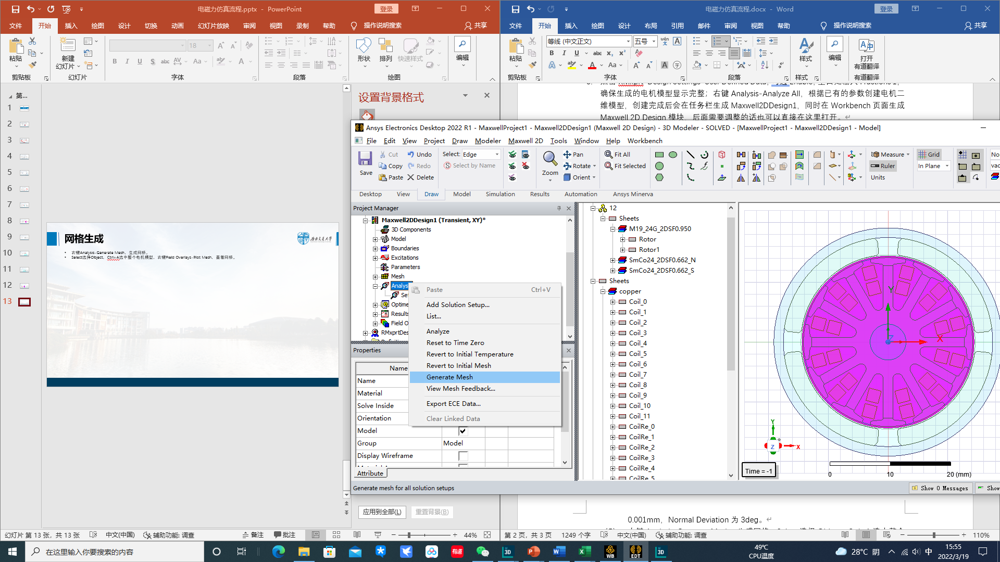 电磁力仿真流程.pptx - PowerPoint
登录
文件 开始 插入 绘图 设计 切换 动画 幻灯片放映 审阅 视图 录制 帮助 操作说明搜索 共享
粘贴
新建
幻灯片
18
形状 排列 快速样式 编辑
剪贴板 幻灯片 字体 段落 绘图
第...
1
2
3
4
5
6
7
8
9
10
11
12
13
网格生成
• 右键Analysis-Generate Mesh，生成网格。
• Select选择Object，Ctrl+A选中整个电机模型，右键Field Overlays-Plot Mesh，查看网格。
设置背景格式
应用到全部(L) 重置背景(B)
幻灯片 第 13 张，共 13 张 中文(中国) 辅助功能: 调查 备注 批注 44%
电磁力仿真流程.docx - Word
登录
文件 开始 插入 绘图 设计 布局 引用 邮件 审阅 视图 帮助 操作说明搜索 共享
粘贴
等线 (中文正文) 五号
样式 编辑 打开
有道翻译
剪贴板 字体 段落 样式 有道翻译
确保生成的电机模型显示完整；右键 Analysis-Analyze All，根据已有的参数创建电机二
维模型，创建完成后会在任务栏生成 Maxwell2DDesign1，同时在 Workbench 页面生成
Maxwell 2D Design 模块，后面需要调整的话也可以直接在这里打开。
Ansys Electronics Desktop 2022 R1 - MaxwellProject1 - Maxwell2DDesign1 (Maxwell 2D Design) - 3D Modeler - SOLVED - [MaxwellProject1 - Maxwell2DDesign1 - Model]
File Edit View Project Draw Modeler Maxwell 2D Tools Window Help Workbench
Save
Cut Undo
Copy Redo
Paste Delete
Select: Edge
Select by Name
Zoom
Pan
Rotate
Orient
Fit All
Fit Selected
Measure
Ruler
Units
Grid
In Plane
No
vac
Desktop View Draw Model Simulation Results Automation Ansys Minerva
Project Manager
Maxwell2DDesign1 (Transient, XY)*
3D Components
Model
Boundaries
Excitations
Parameters
Mesh
Analys
Se
Optime
Results
Field O
RMxprtDes
Paste Ctrl+V
Add Solution Setup...
List...
Analyze
Reset to Time Zero
Revert to Initial Temperature
Revert to Initial Mesh
Generate Mesh
View Mesh Feedback...
Export ECE Data...
Clear Linked Data
Properties
Name
Name
Material
Solve Inside
Orientation
Model
Group Model
Display Wireframe
Attribute
12
Sheets
M19_24G_2DSF0.950
Rotor
Rotor1
SmCo24_2DSF0.662_N
SmCo24_2DSF0.662_S
Sheets
copper
Coil_0
Coil_1
Coil_2
Coil_3
Coil_4
Coil_5
Coil_6
Coil_7
Coil_8
Coil_9
Coil_10
Coil_11
CoilRe_0
CoilRe_1
CoilRe_2
CoilRe_3
CoilRe_4
CoilRe_5
Y
X
Z
Y
Z
X
Time = -1
0 10 20 (mm)
Generate mesh for all solution setups
Show 0 Messages
Show
0.001mm，Normal Deviation 为 3deg。
第 2 页，共 3 页 1249 个字 中文(中国) 辅助功能: 调查 110%
在这里输入你要搜索的内容
49℃
CPU温度
28°C 阴
中
15:55
2022/3/19